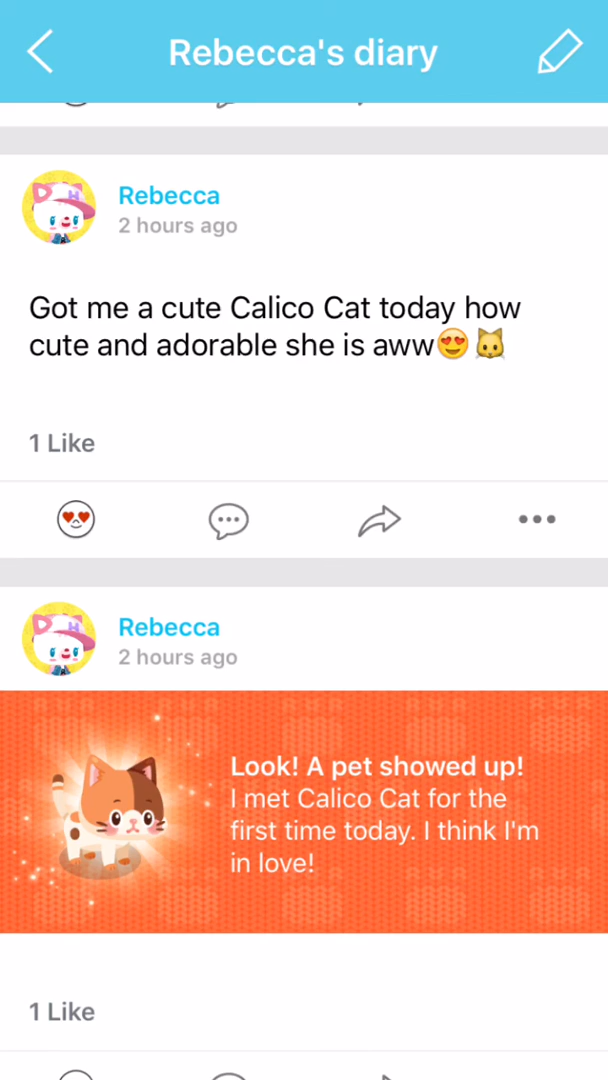 Rebecca's diary
Rebecca
2 hours ago
Got me a cute Calico Cat today how
cute and adorable she is aww😍🐱
1 Like
Rebecca
2 hours ago
Look! A pet showed up!
I met Calico Cat for the
first time today. I think I'm
in love!
1 Like